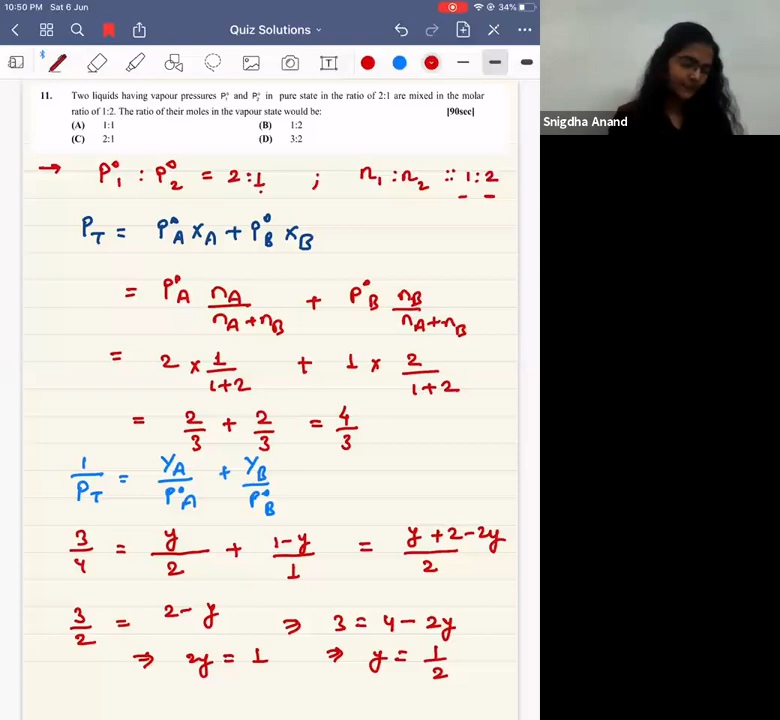 10:50 PM Sat 6 Jun
34%
Quiz Solutions
11. Two liquids having vapour pressures P₁° and P₂° in pure state in the ratio of 2:1 are mixed in the molar
ratio of 1:2. The ratio of their moles in the vapour state would be: [90sec]
(A) 1:1 (B) 1:2
(C) 2:1 (D) 3:2
Snigdha Anand
→ P₁° : P₂° = 2:1 ; n₁ : n₂ :: 1:2
P_T = P°_A x_A + P°_B x_B
= P°_A n_A/(n_A+n_B) + P°_B n_B/(n_A+n_B)
= 2 × 1/(1+2) + 1 × 2/(1+2)
= 2/3 + 2/3 = 4/3
1/P_T = Y_A/P°_A + Y_B/P°_B
3/4 = y/2 + (1-y)/1 = (y+2-2y)/2
3/2 = 2-y ⇒ 3 = 4-2y
⇒ 2y = 1 ⇒ y = 1/2